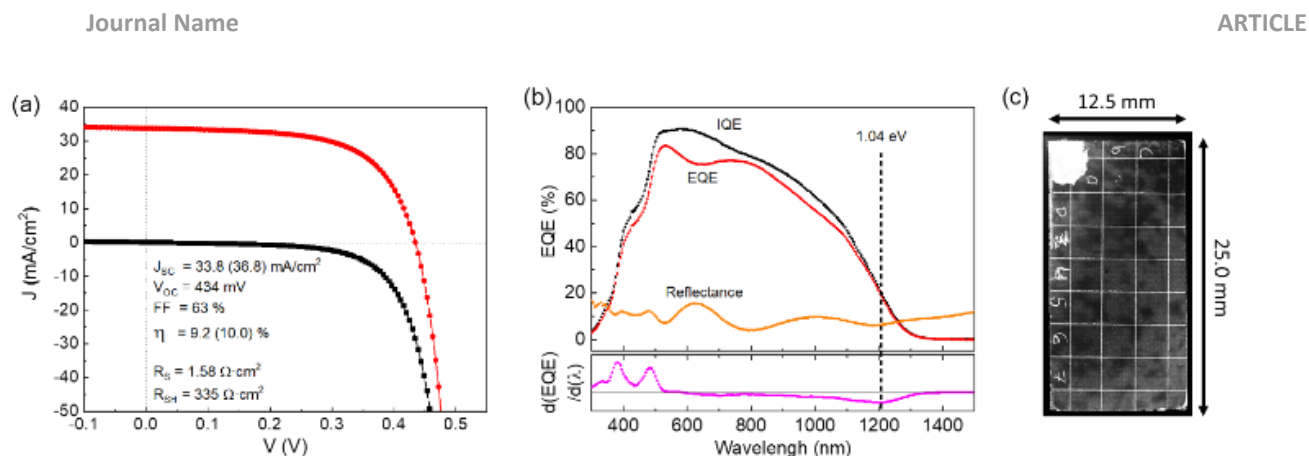 Journal Name
ARTICLE
(a)
40
30
20
10
0
-10
-20
-30
-40
-50
J (mA/cm²)
J_SC = 33.8 (36.8) mA/cm²
V_OC = 434 mV
FF = 63 %
η = 9.2 (10.0) %
R_S = 1.58 Ω·cm²
R_SH = 335 Ω·cm²
-0.1 0.0 0.1 0.2 0.3 0.4 0.5
V (V)
(b)
100
80
60
40
20
0
EQE (%)
IQE
EQE
1.04 eV
Reflectance
d(EQE)
/d(λ)
400 600 800 1000 1200 1400
Wavelengh (nm)
(c)
12.5 mm
25.0 mm
4
5
6
7